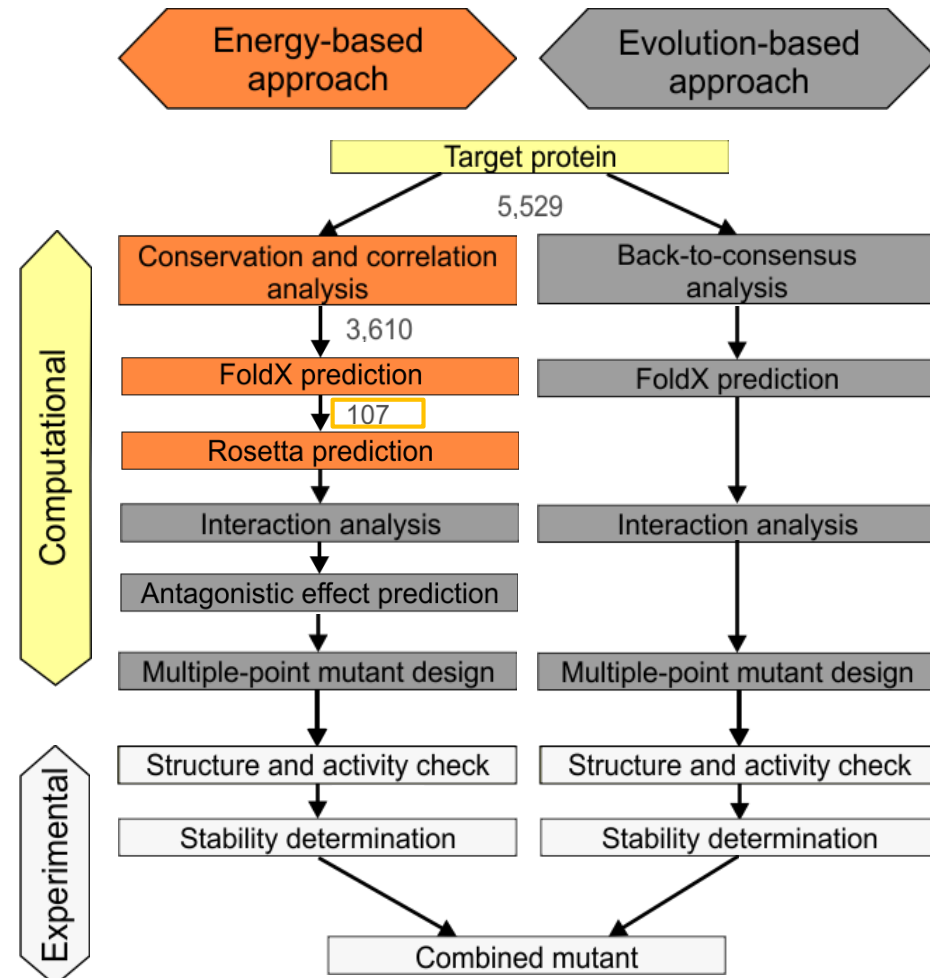 Energy-based
approach
Evolution-based
approach
Target protein
5,529
Conservation and correlation
analysis
Back-to-consensus
analysis
3,610
FoldX prediction
FoldX prediction
107
Rosetta prediction
Interaction analysis
Interaction analysis
Antagonistic effect prediction
Multiple-point mutant design
Multiple-point mutant design
Computational
Structure and activity check
Structure and activity check
Stability determination
Stability determination
Experimental
Combined mutant